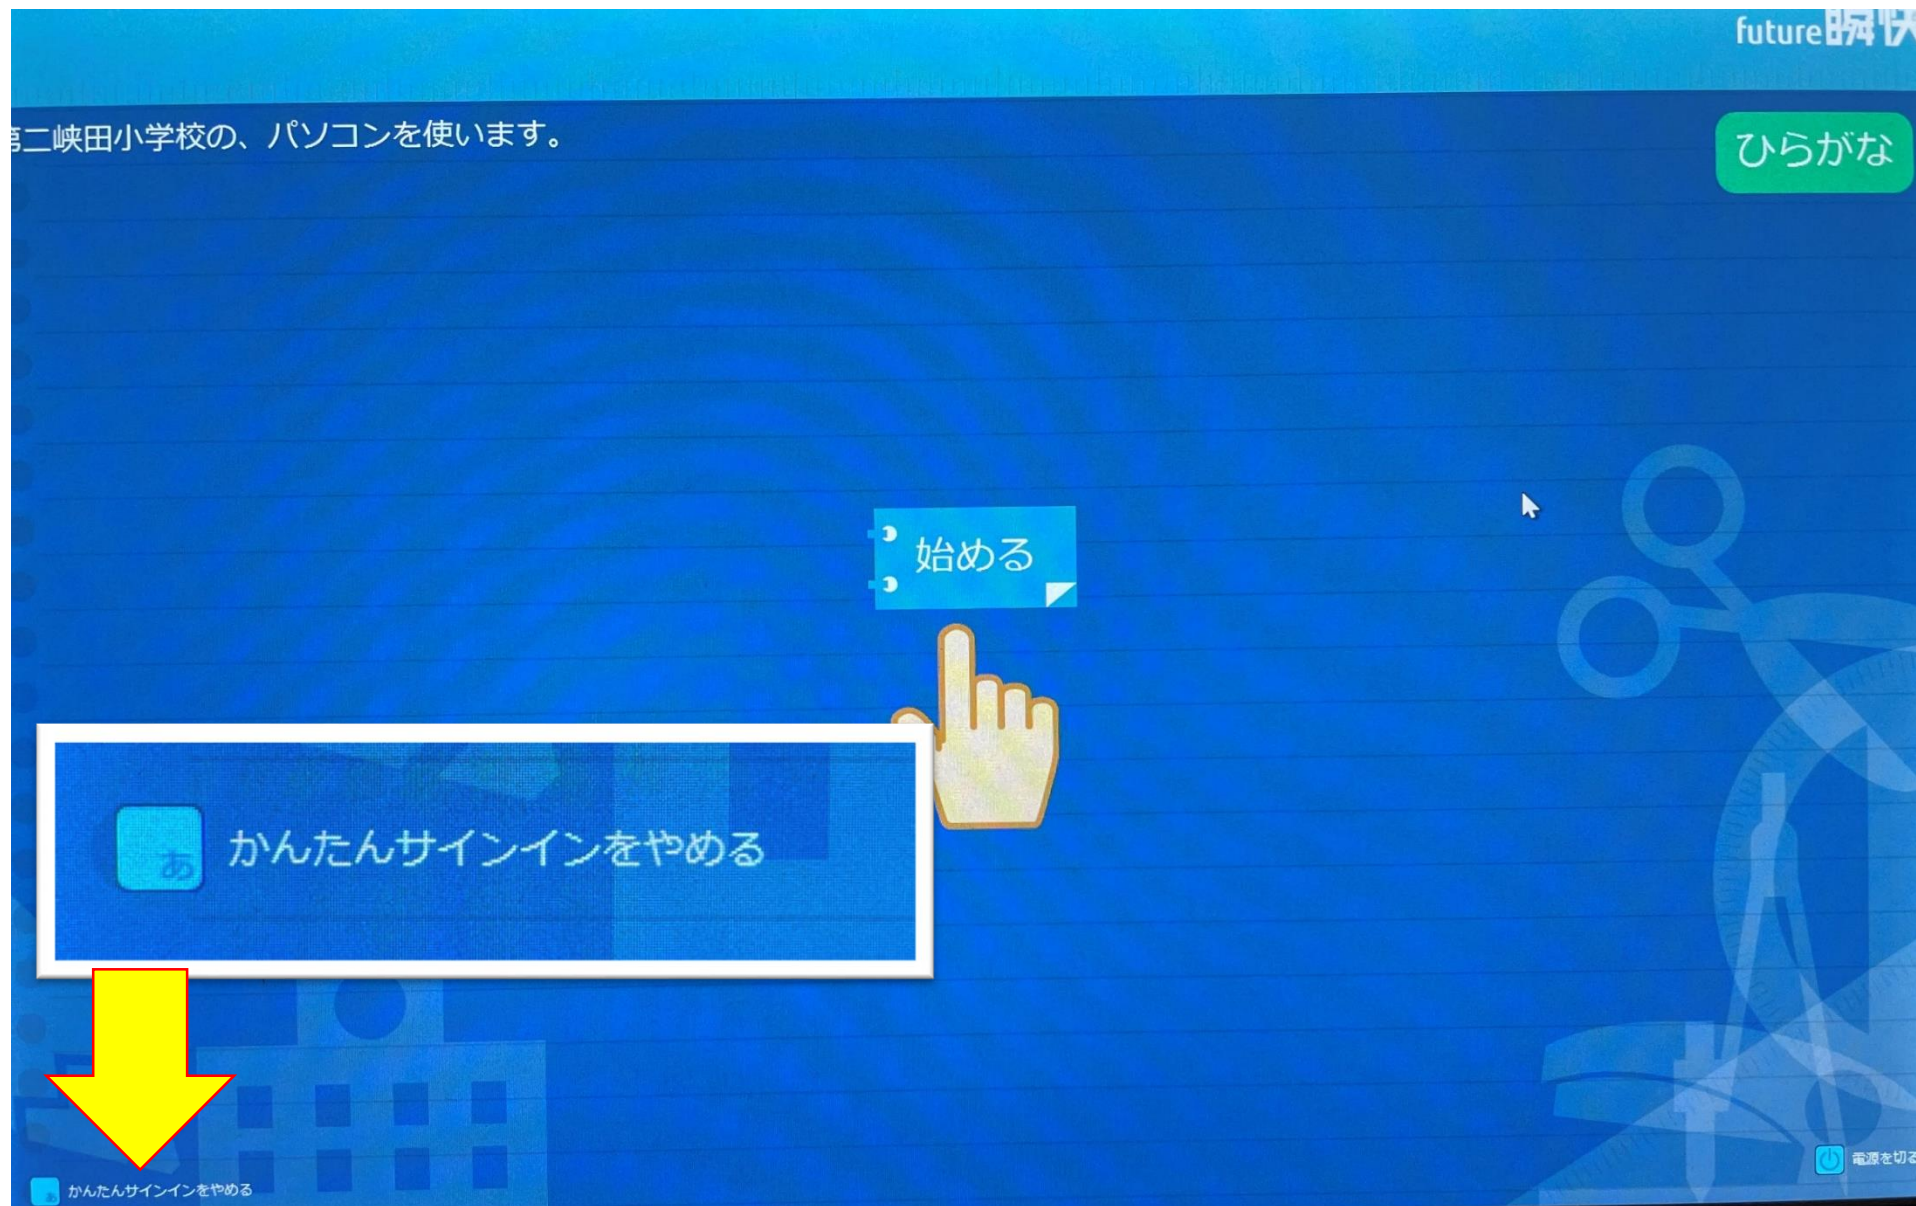 future瞬快
第二峡田小学校の、パソコンを使います。
ひらがな
始める
あ かんたんサインインをやめる
あ かんたんサインインをやめる
電源を切る